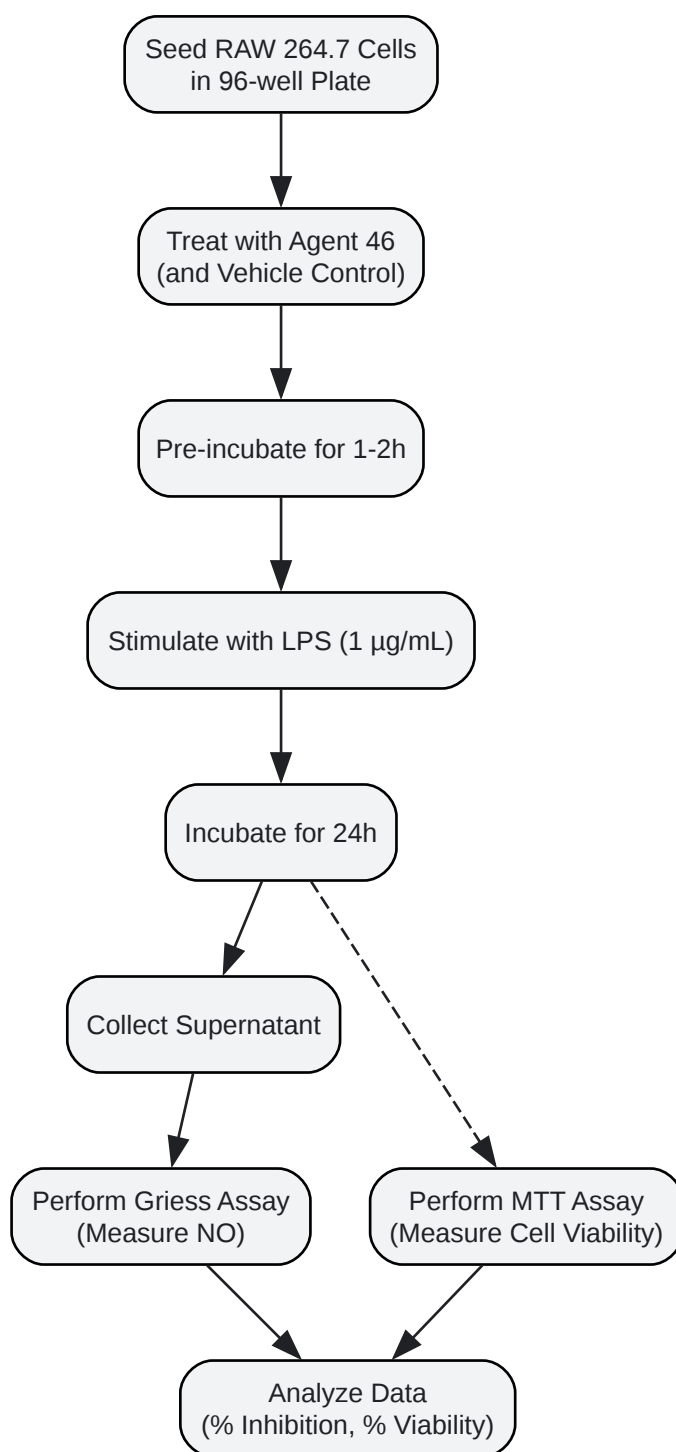 Seed RAW 264.7 Cells
in 96-well Plate
Treat with Agent 46
(and Vehicle Control)
Pre-incubate for 1-2h
Stimulate with LPS (1 µg/mL)
Incubate for 24h
Collect Supernatant
Perform Griess Assay
(Measure NO)
Perform MTT Assay
(Measure Cell Viability)
Analyze Data
(% Inhibition, % Viability)